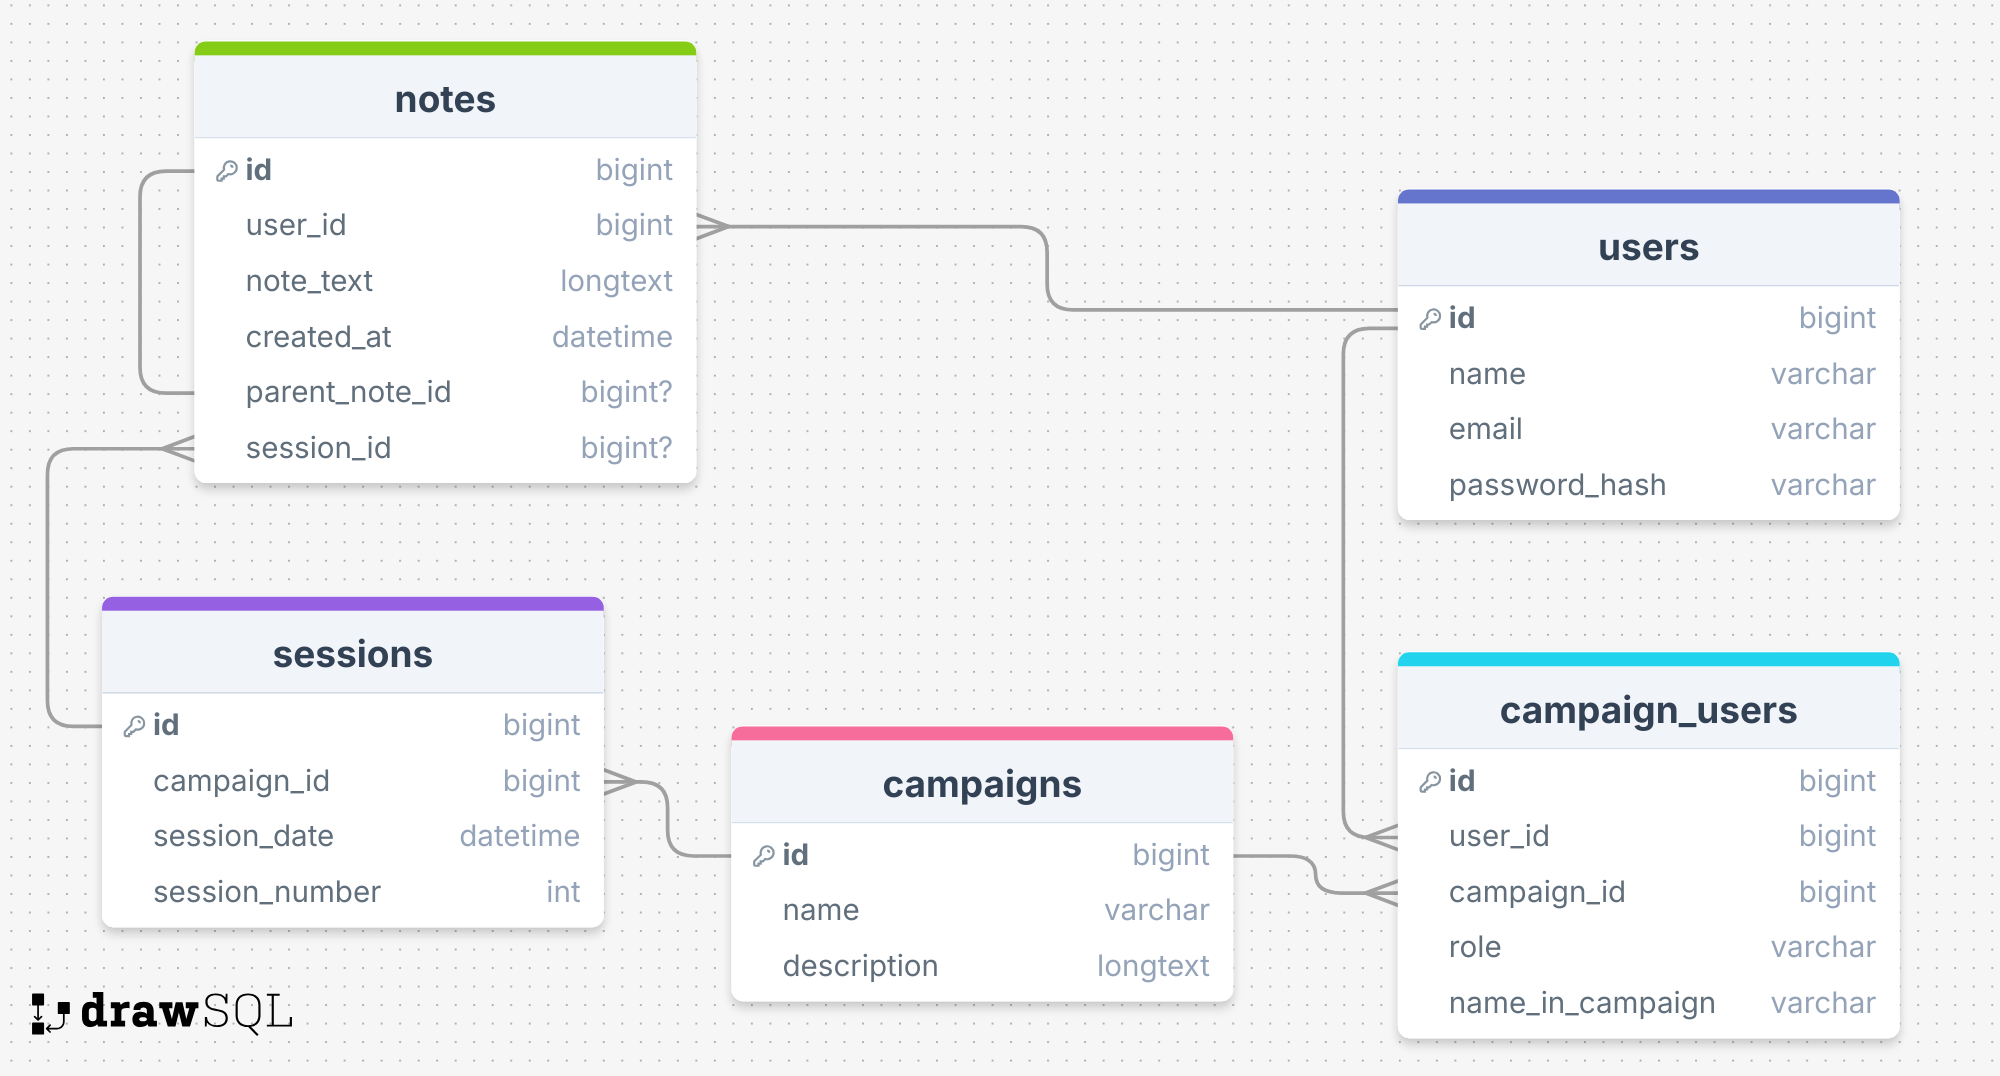 notes
id bigint
user_id bigint
note_text longtext
created_at datetime
parent_note_id bigint?
session_id bigint?
users
id bigint
name varchar
email varchar
password_hash varchar
sessions
id bigint
campaign_id bigint
session_date datetime
session_number int
campaigns
id bigint
name varchar
description longtext
campaign_users
id bigint
user_id bigint
campaign_id bigint
role varchar
name_in_campaign varchar
drawSQL